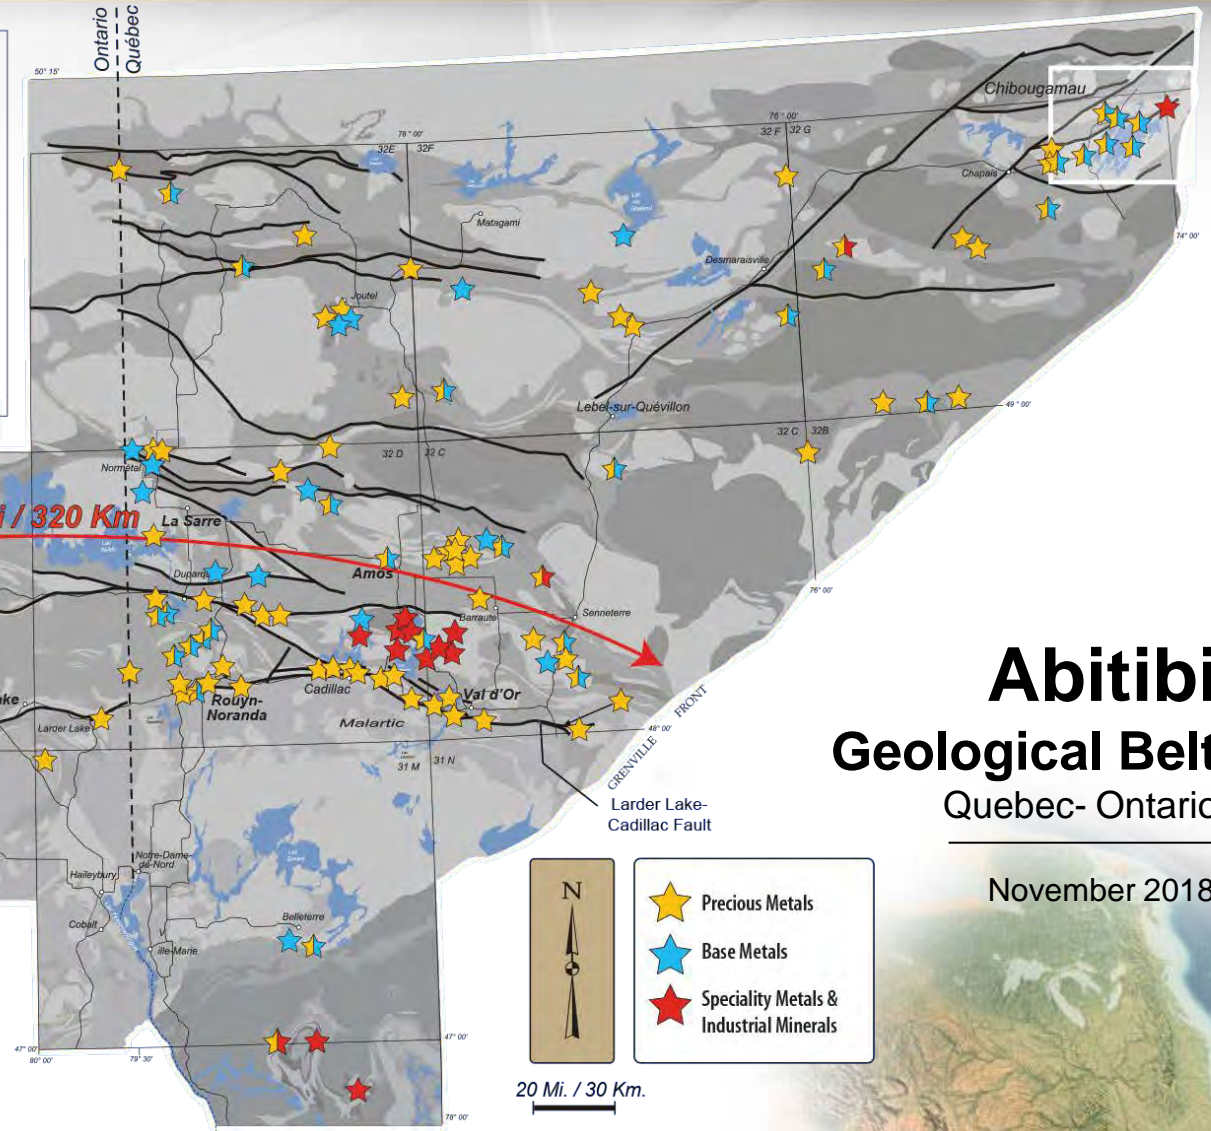 Ontario
Québec
50° 15'
Chibougamau
76° 00'
32 F
32 G
78° 00'
32E
32F
Chapais
Matagami
74° 00'
Desmaraisville
Joutel
Lebel-sur-Quévillon
49° 00'
32 C
32B
32 D
32 C
Normétal
i / 320 Km
La Sarre
Amos
Duparq
76° 00'
Barraute
Senneterre
Cadillac
Val d'Or
ke
Rouyn-
Noranda
Larder Lake
Malartic
48° 00'
GRENVILLE FRONT
31 M
31 N
Larder Lake-
Cadillac Fault
Abitibi
Geological Belt
Quebec- Ontario
November 2018
Notre-Dame-
du-Nord
Haileybury
Cobalt
ille-Marie
Belleterre
N
Precious Metals
Base Metals
Speciality Metals &
Industrial Minerals
47° 00'
80° 00'
79° 30'
47° 00'
20 Mi. / 30 Km.
78° 00'